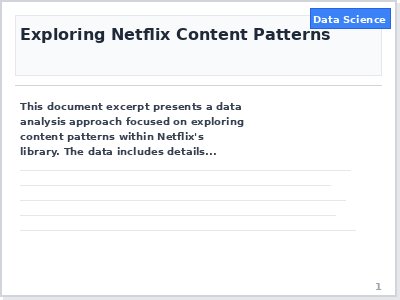 Data Science
Exploring Netflix Content Patterns
This document excerpt presents a data
analysis approach focused on exploring
content patterns within Netflix's
library. The data includes details...
1